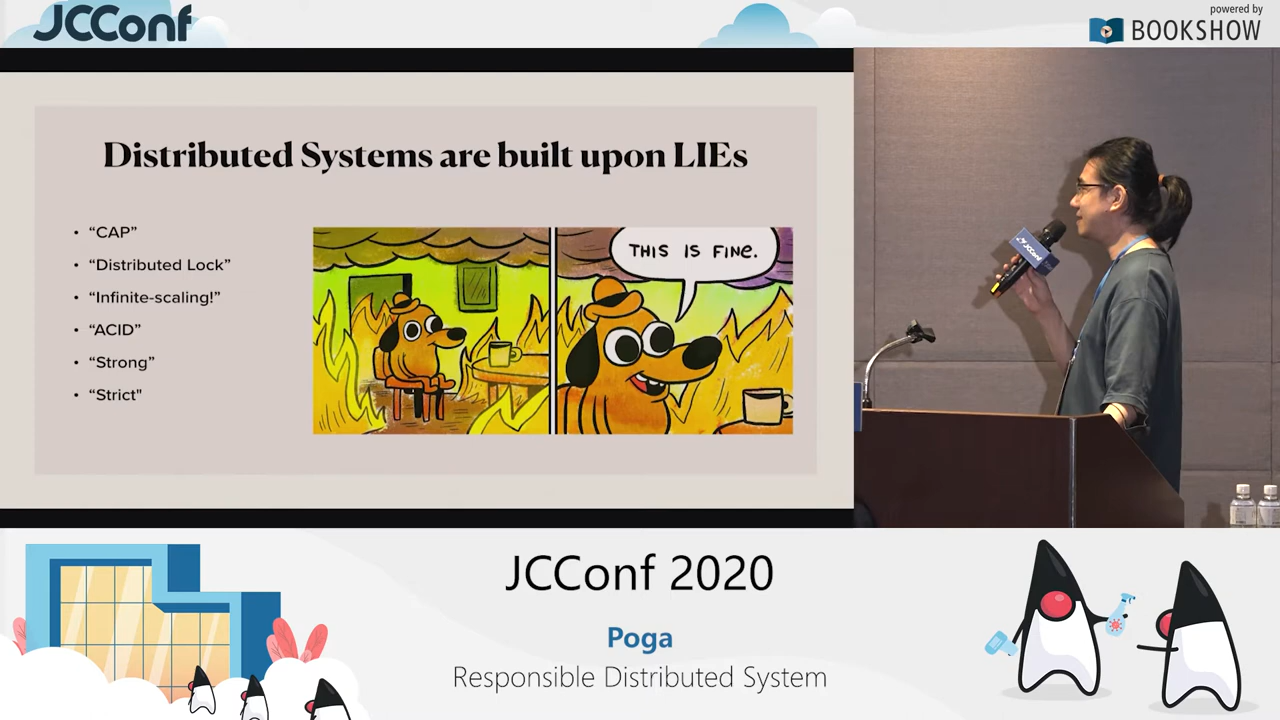 JCConf
powered by
BOOKSHOW
Distributed Systems are built upon LIEs
• “CAP”
• “Distributed Lock”
• “Infinite-scaling!”
• “ACID”
• “Strong”
• “Strict"
THIS IS FINE.
JCConf
JCConf 2020
Poga
Responsible Distributed System